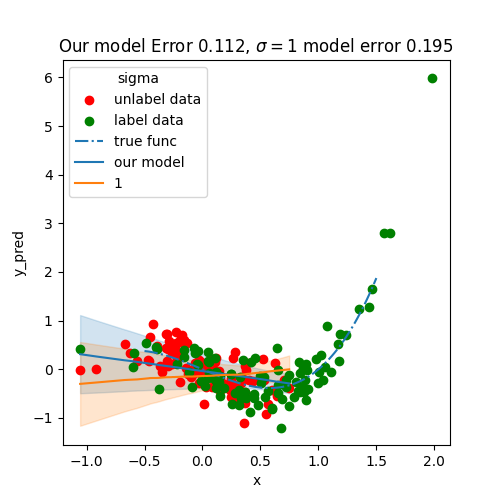 Our model Error 0.112, σ = 1 model error 0.195
sigma
unlabel data
label data
true func
our model
1
y_pred
6
5
4
3
2
1
0
−1
−1.0 −0.5 0.0 0.5 1.0 1.5 2.0
x